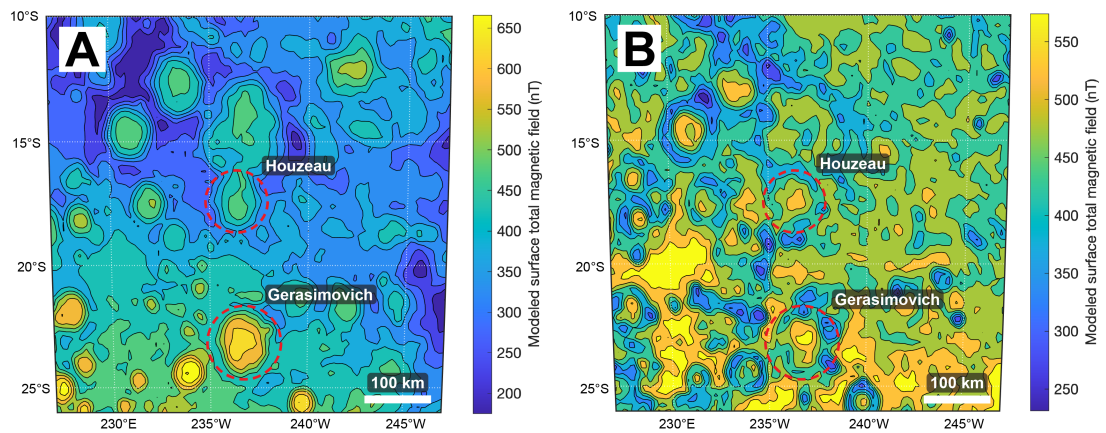 A
10°S
15°S
20°S
25°S
230°E
235°E
240°E
245°E
Houzeau
Gerasimovich
100 km
650
600
550
500
450
400
350
300
250
200
Modeled surface total magnetic field (nT)
B
10°S
15°S
20°S
25°S
230°E
235°E
240°E
245°E
Houzeau
Gerasimovich
100 km
550
500
450
400
350
300
250
Modeled surface total magnetic field (nT)